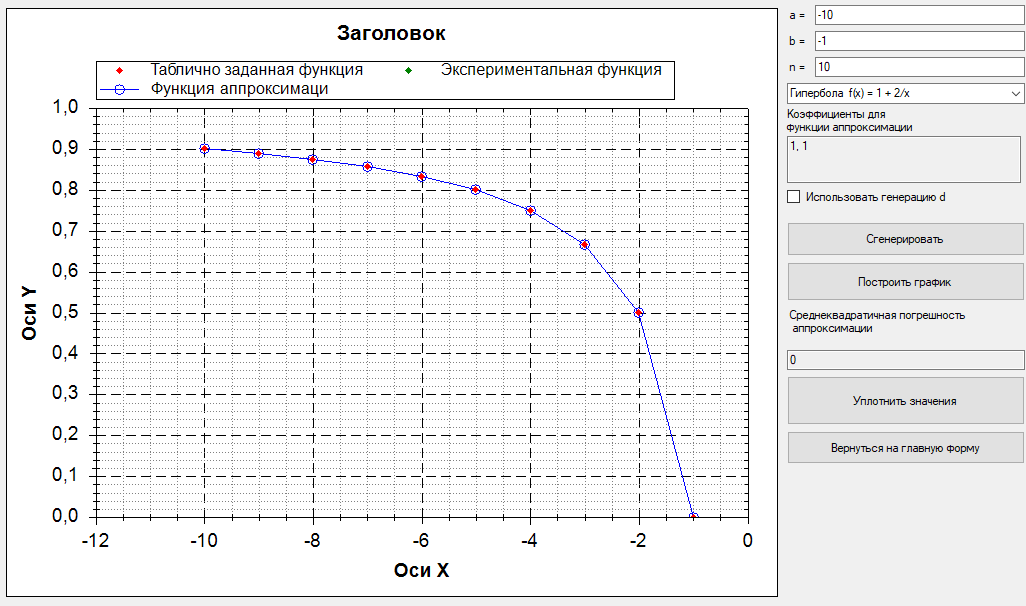 Заголовок
Таблично заданная функция
Экспериментальная функция
Функция аппроксимаци
1,0
0,9
0,8
0,7
0,6
0,5
0,4
0,3
0,2
0,1
0,0
-12
-10
-8
-6
-4
-2
0
Оси Y
Оси X
a = -10
b = -1
n = 10
Гипербола f(x) = 1 + 2/x
Коэффициенты для
функции аппроксимации
1, 1
Использовать генерацию d
Сгенерировать
Построить график
Среднеквадратичная погрешность
аппроксимации
0
Уплотнить значения
Вернуться на главную форму